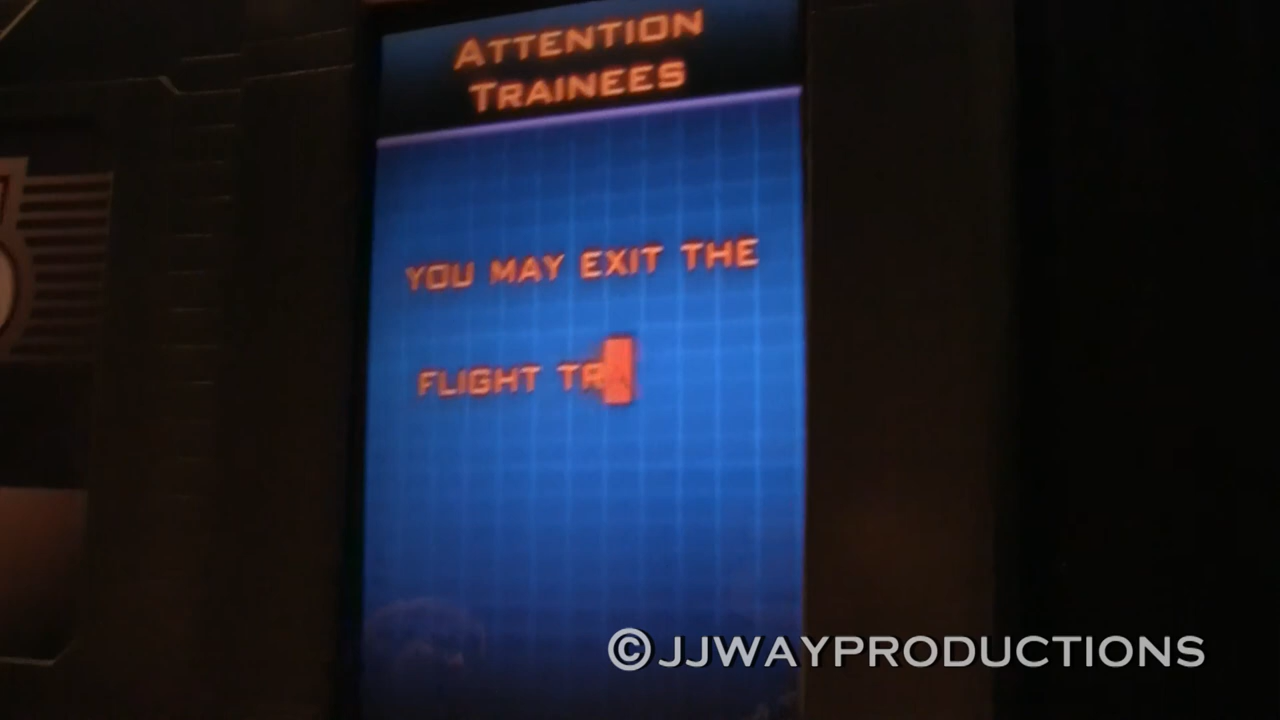 ATTENTION
TRAINEES
YOU MAY EXIT THE
FLIGHT TR
©JJWAYPRODUCTIONS